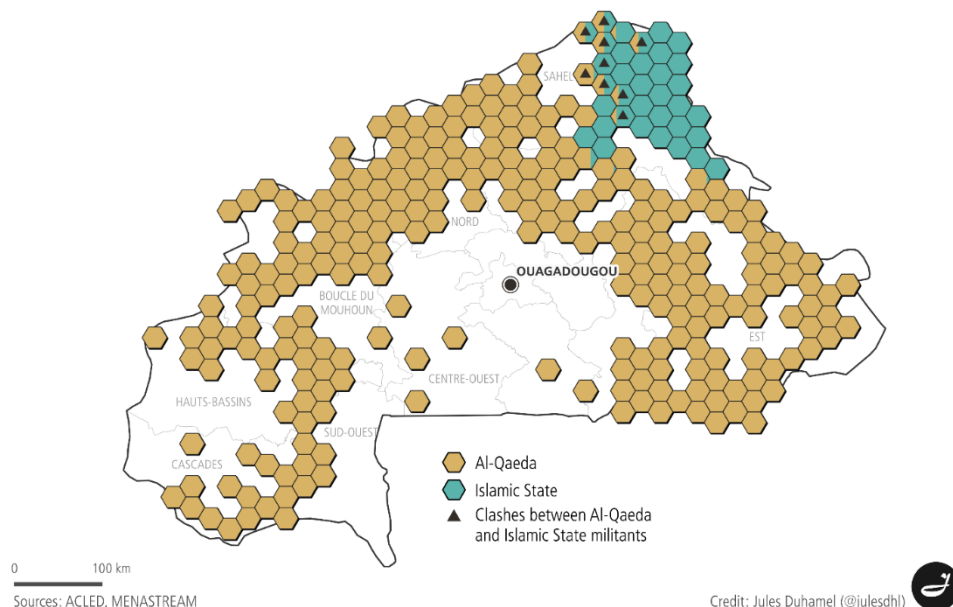 SAHEL
NORD
OUAGADOUGOU
BOUCLE DU
MOUHOUN
EST
CENTRE-OUEST
HAUTS-BASSINS
SUD-OUEST
CASCADES
Al-Qaeda
Islamic State
Clashes between Al-Qaeda
and Islamic State militants
0 100 km
Sources: ACLED, MENASTREAM
Credit: Jules Duhamel (@julesdhl)